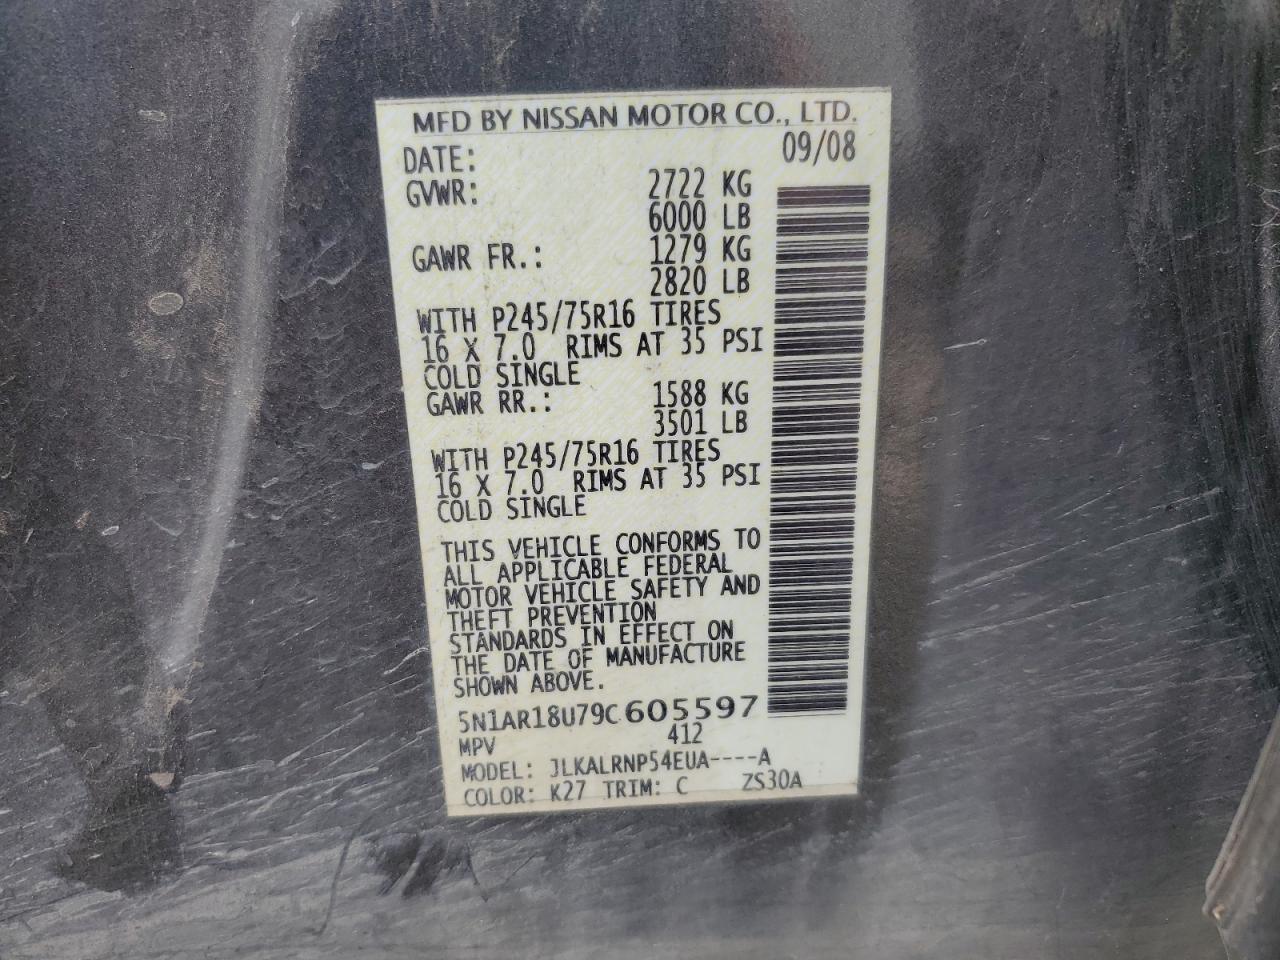 MFD BY NISSAN MOTOR CO., LTD.
DATE: 09/08
GVWR: 2722 KG
6000 LB
GAWR FR.: 1279 KG
2820 LB
WITH P245/75R16 TIRES
16 X 7.0 RIMS AT 35 PSI
COLD SINGLE
GAWR RR.: 1588 KG
3501 LB
WITH P245/75R16 TIRES
16 X 7.0 RIMS AT 35 PSI
COLD SINGLE
THIS VEHICLE CONFORMS TO
ALL APPLICABLE FEDERAL
MOTOR VEHICLE SAFETY AND
THEFT PREVENTION
STANDARDS IN EFFECT ON
THE DATE OF MANUFACTURE
SHOWN ABOVE.
5N1AR18U79C605597
MPV 412
MODEL: JLKALRNP54EUA----A
COLOR: K27 TRIM: C ZS30A